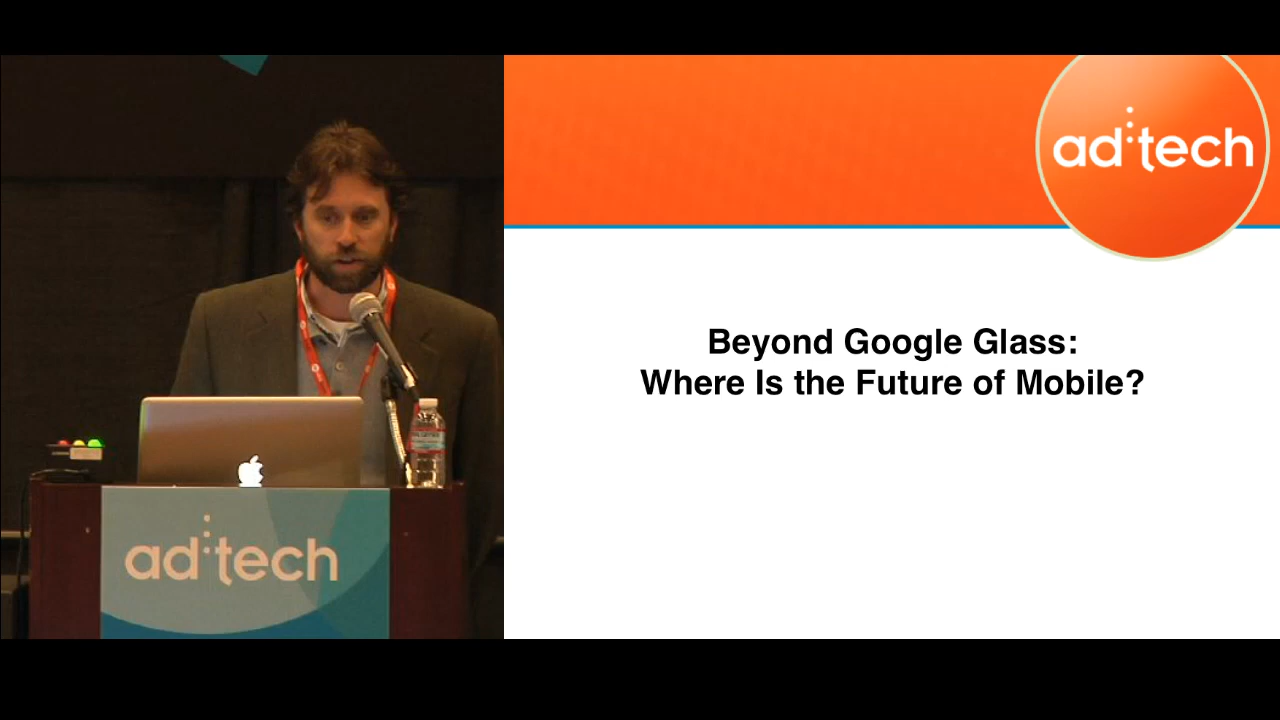 ad:tech
Beyond Google Glass:
Where Is the Future of Mobile?
ad:tech